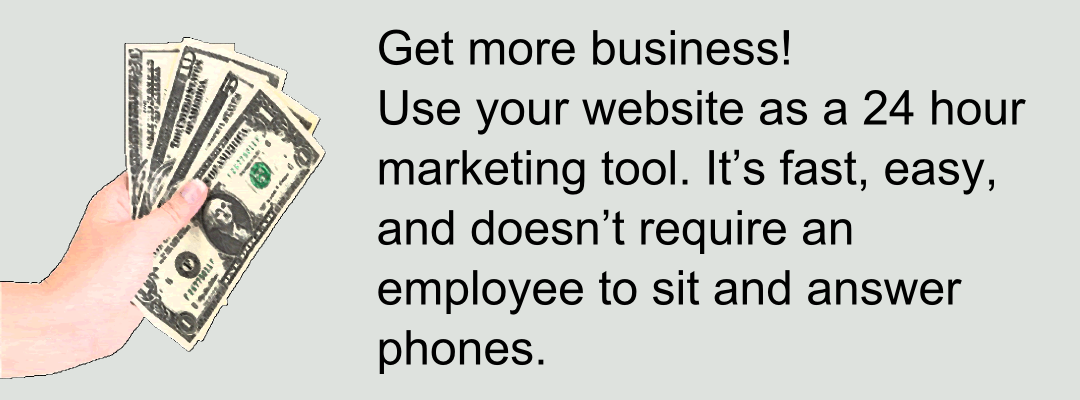 Get more business!
Use your website as a 24 hour
marketing tool. It’s fast, easy,
and doesn’t require an
employee to sit and answer
phones.